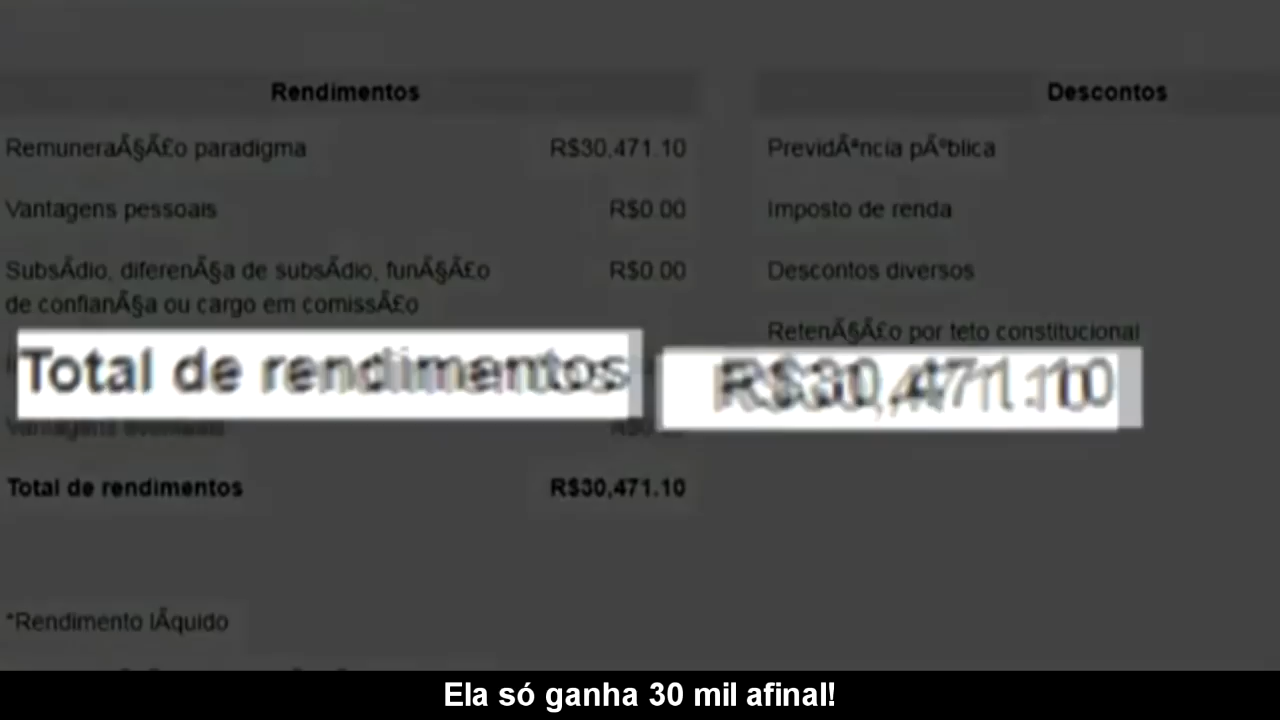 Rendimentos
Descontos
RemuneraÃ§Ã£o paradigma R$30,471.10
PrevidÃªncia pÃºblica
Vantagens pessoais R$0.00
Imposto de renda
SubsÃdio, diferenÃ§a de subsÃdio, funÃ§Ã£o R$0.00
de confianÃ§a ou cargo em comissÃ£o
Descontos diversos
RetenÃ§Ã£o por teto constitucional
Total de rendimentos R$30,471.10
Vantagens eventuais
Total de rendimentos R$30,471.10
*Rendimento lÃquido
Ela só ganha 30 mil afinal!